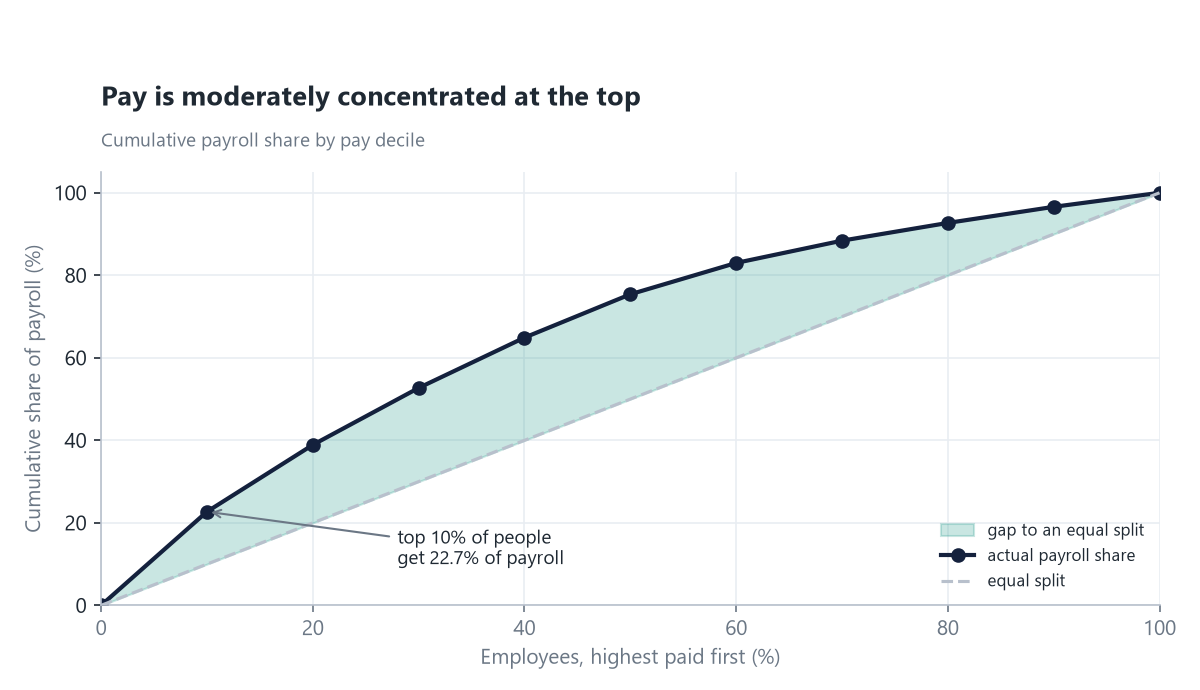 Pay is moderately concentrated at the top
Cumulative payroll share by pay decile
Cumulative share of payroll (%)
100
80
60
40
20
0
top 10% of people
get 22.7% of payroll
gap to an equal split
actual payroll share
equal split
0 20 40 60 80 100
Employees, highest paid first (%)